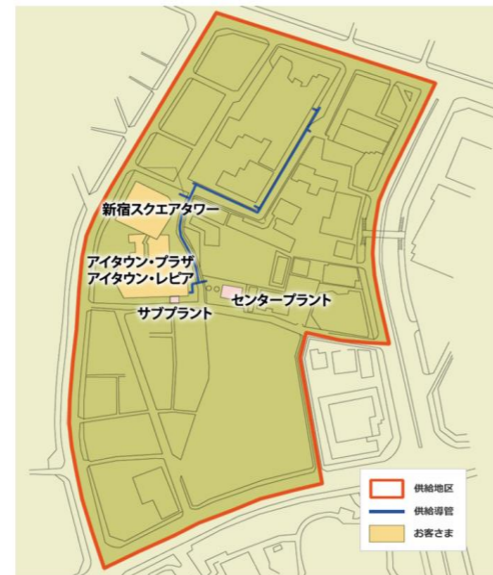 新宿スクエアタワー
アイタウン・プラザ
アイタウン・レピア
センタープラント
サブプラント
供給地区
供給導管
お客さま